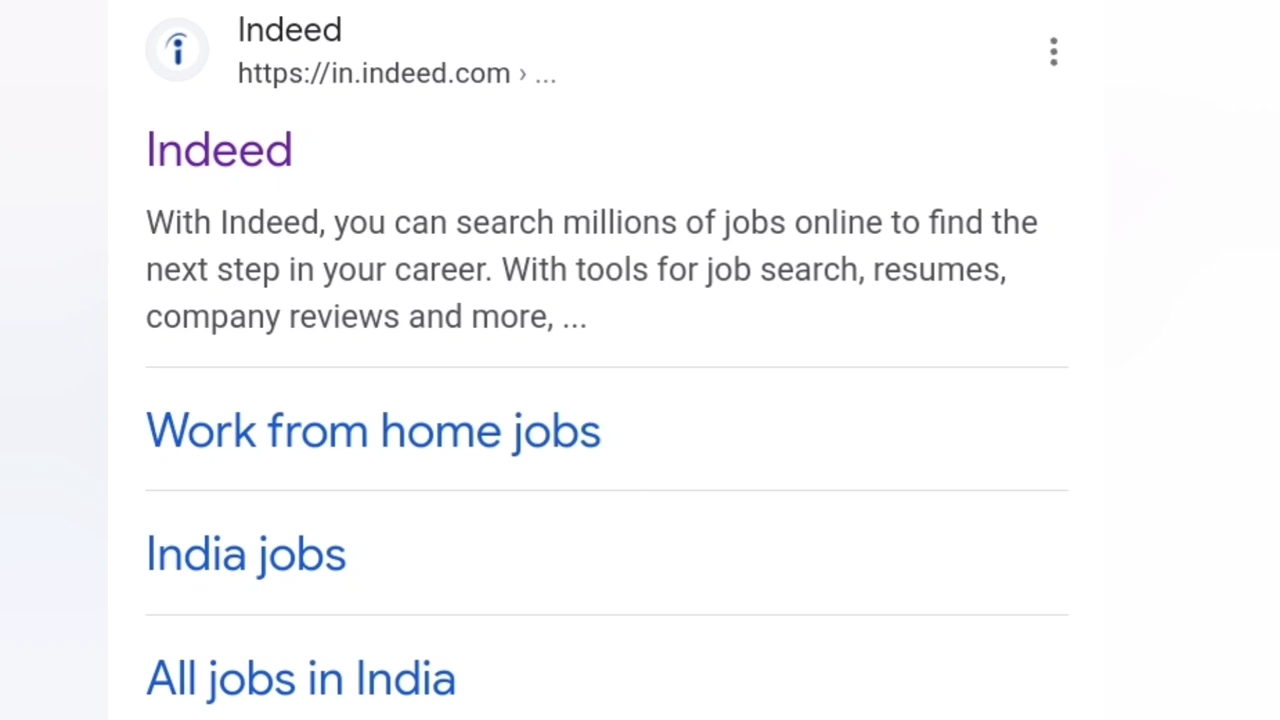 Indeed
https://in.indeed.com › ...
Indeed
With Indeed, you can search millions of jobs online to find the
next step in your career. With tools for job search, resumes,
company reviews and more, ...
Work from home jobs
India jobs
All jobs in India